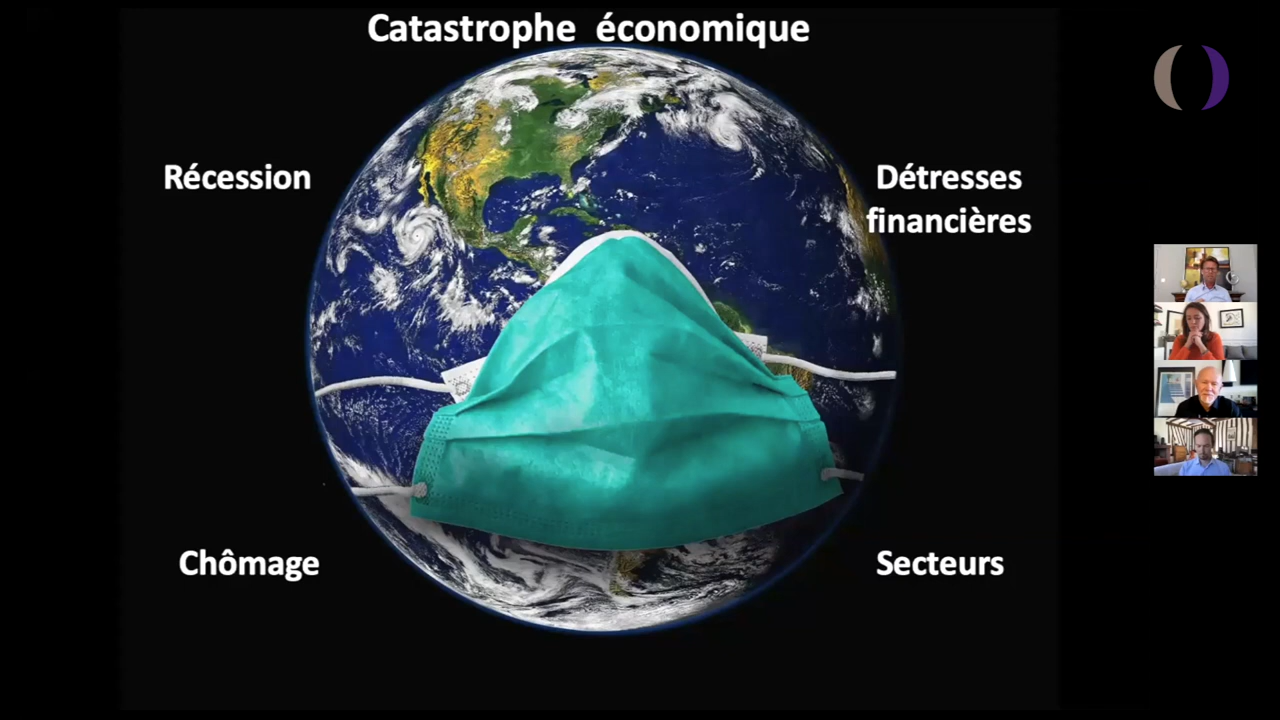 Catastrophe économique
Récession
Détresses
financières
Chômage
Secteurs